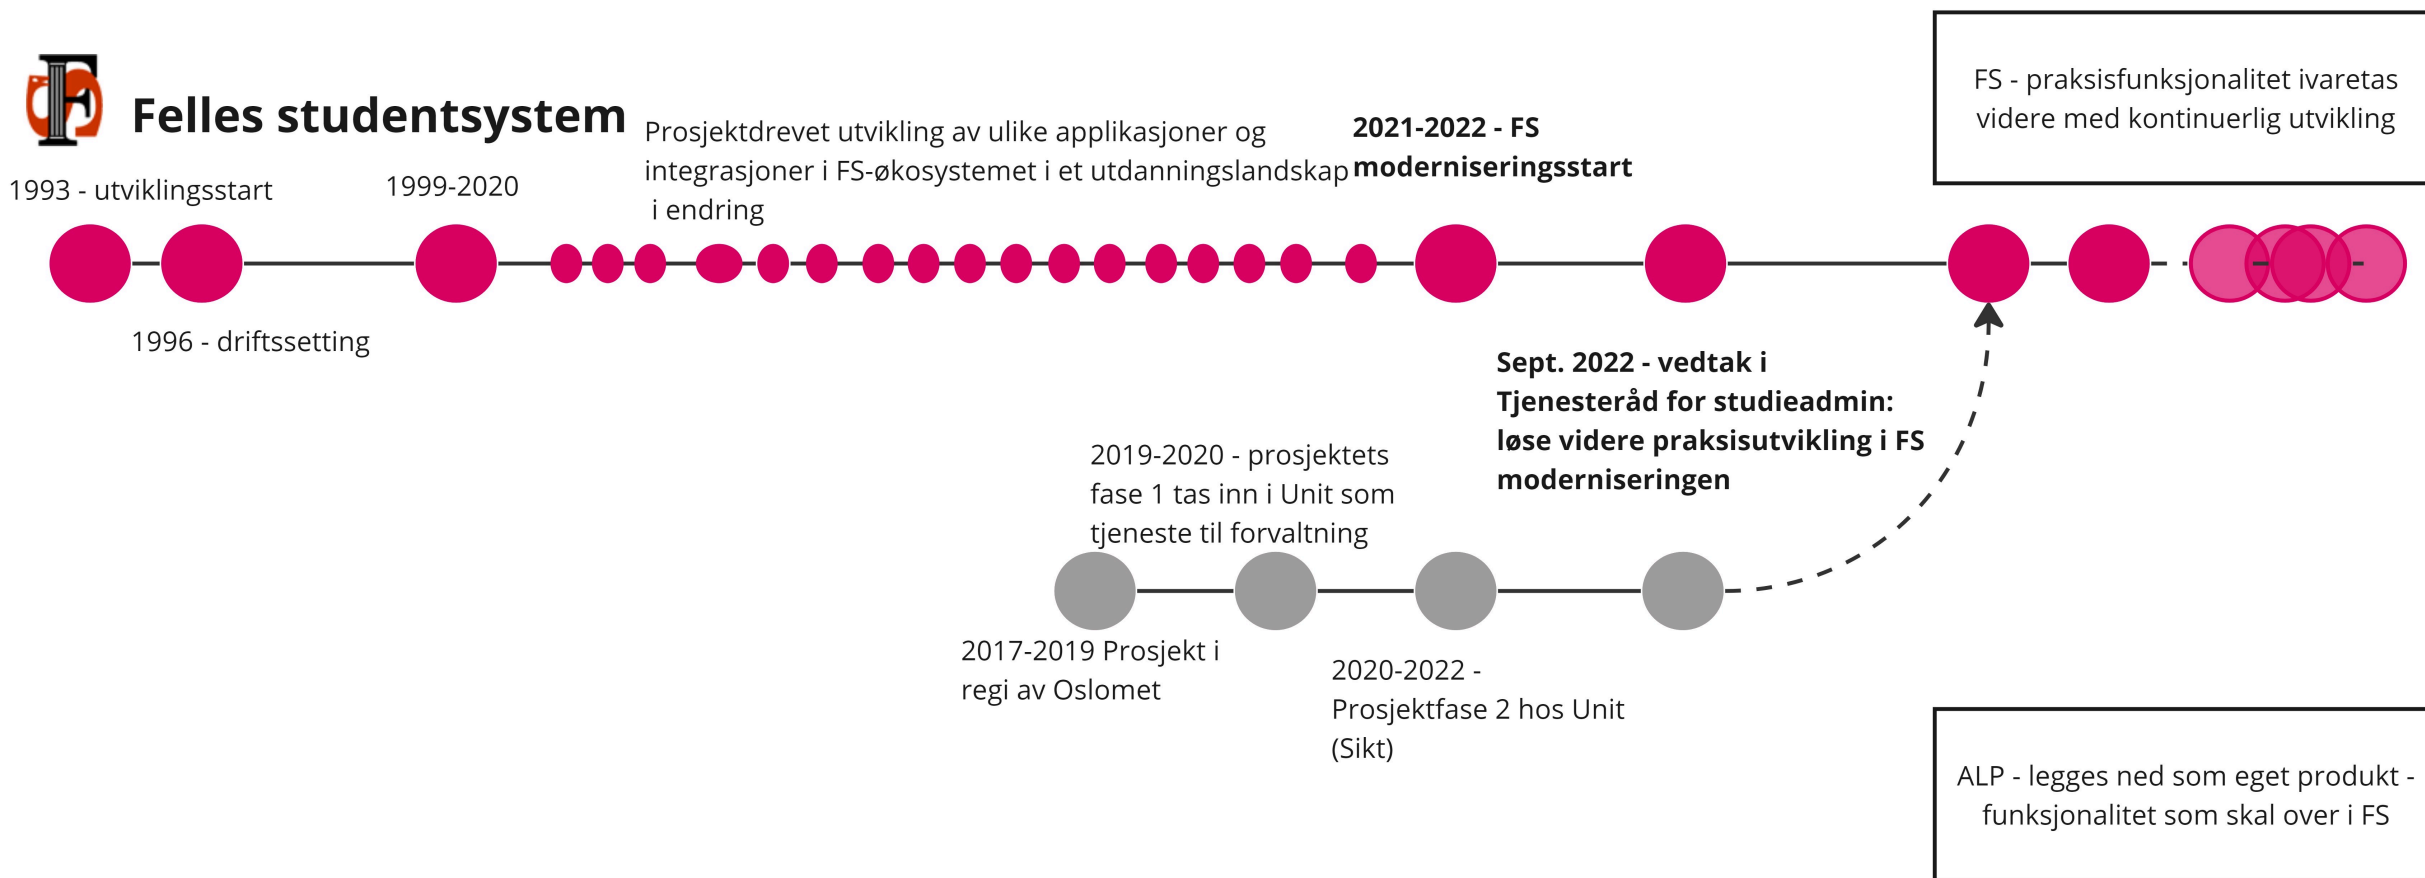 Felles studentsystem
1993 - utviklingsstart
1996 - driftssetting
1999-2020
Prosjektdrevet utvikling av ulike applikasjoner og
integrasjoner i FS-økosystemet i et utdanningslandskap
i endring
2021-2022 - FS
moderniseringsstart
FS - praksisfunksjonalitet ivaretas
videre med kontinuerlig utvikling
Sept. 2022 - vedtak i
Tjenesteråd for studieadmin:
løse videre praksisutvikling i FS
moderniseringen
2019-2020 - prosjektets
fase 1 tas inn i Unit som
tjeneste til forvaltning
2017-2019 Prosjekt i
regi av Oslomet
2020-2022 -
Prosjektfase 2 hos Unit
(Sikt)
ALP - legges ned som eget produkt -
funksjonalitet som skal over i FS